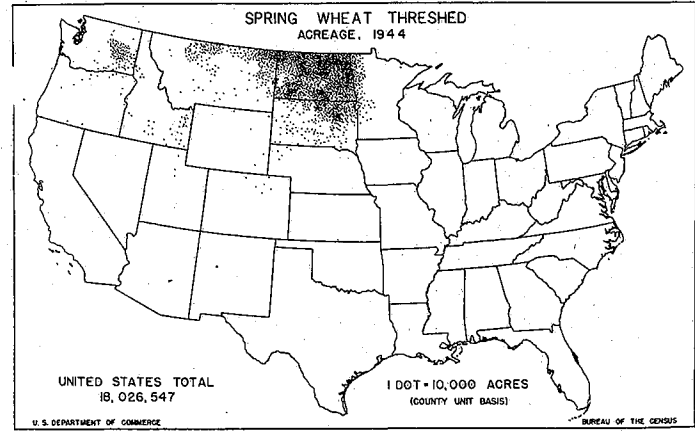 SPRING WHEAT THRESHED
ACREAGE, 1944
UNITED STATES TOTAL
18,026,547
1 DOT = 10,000 ACRES
(COUNTY UNIT BASIS)
U. S. DEPARTMENT OF COMMERCE
BUREAU OF THE CENSUS